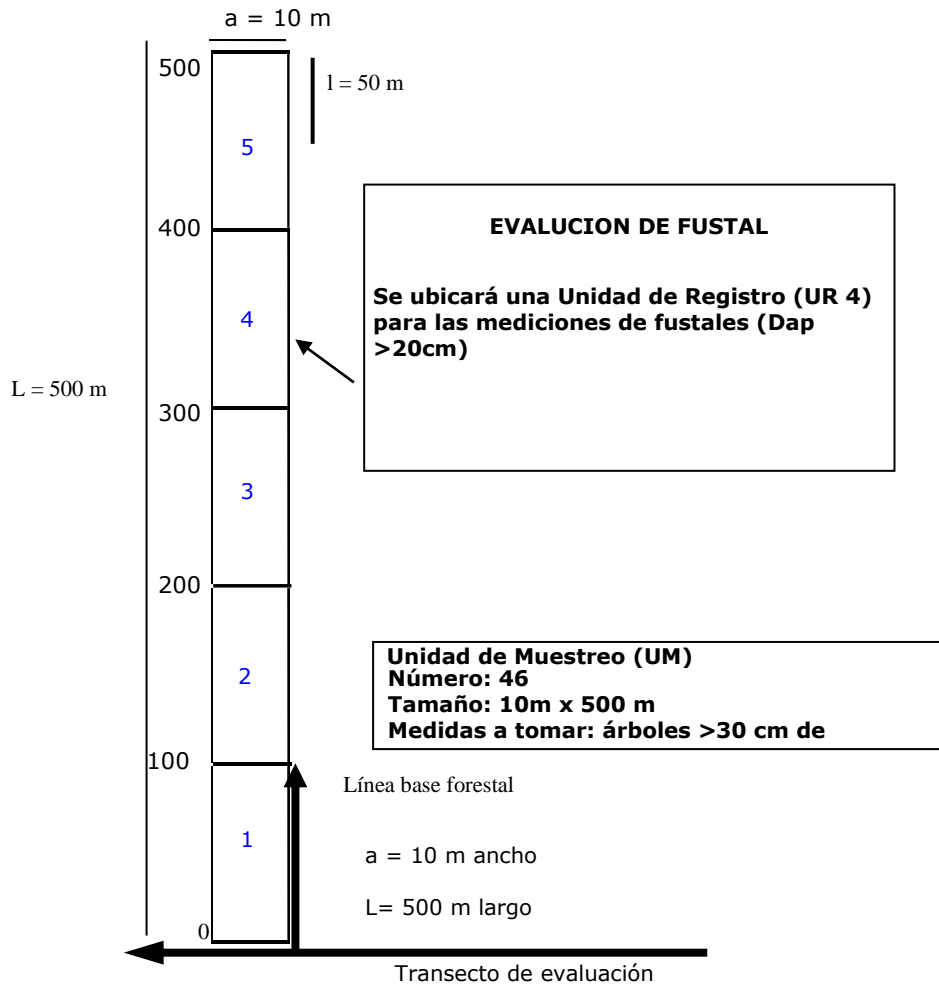 a = 10 m
500
l = 50 m
5
EVALUCION DE FUSTAL
400
Se ubicará una Unidad de Registro (UR 4)
para las mediciones de fustales (Dap
>20cm)
4
L = 500 m
300
3
200
Unidad de Muestreo (UM)
Número: 46
Tamaño: 10m x 500 m
Medidas a tomar: árboles >30 cm de
2
100
Línea base forestal
1
a = 10 m ancho
L= 500 m largo
0
Transecto de evaluación